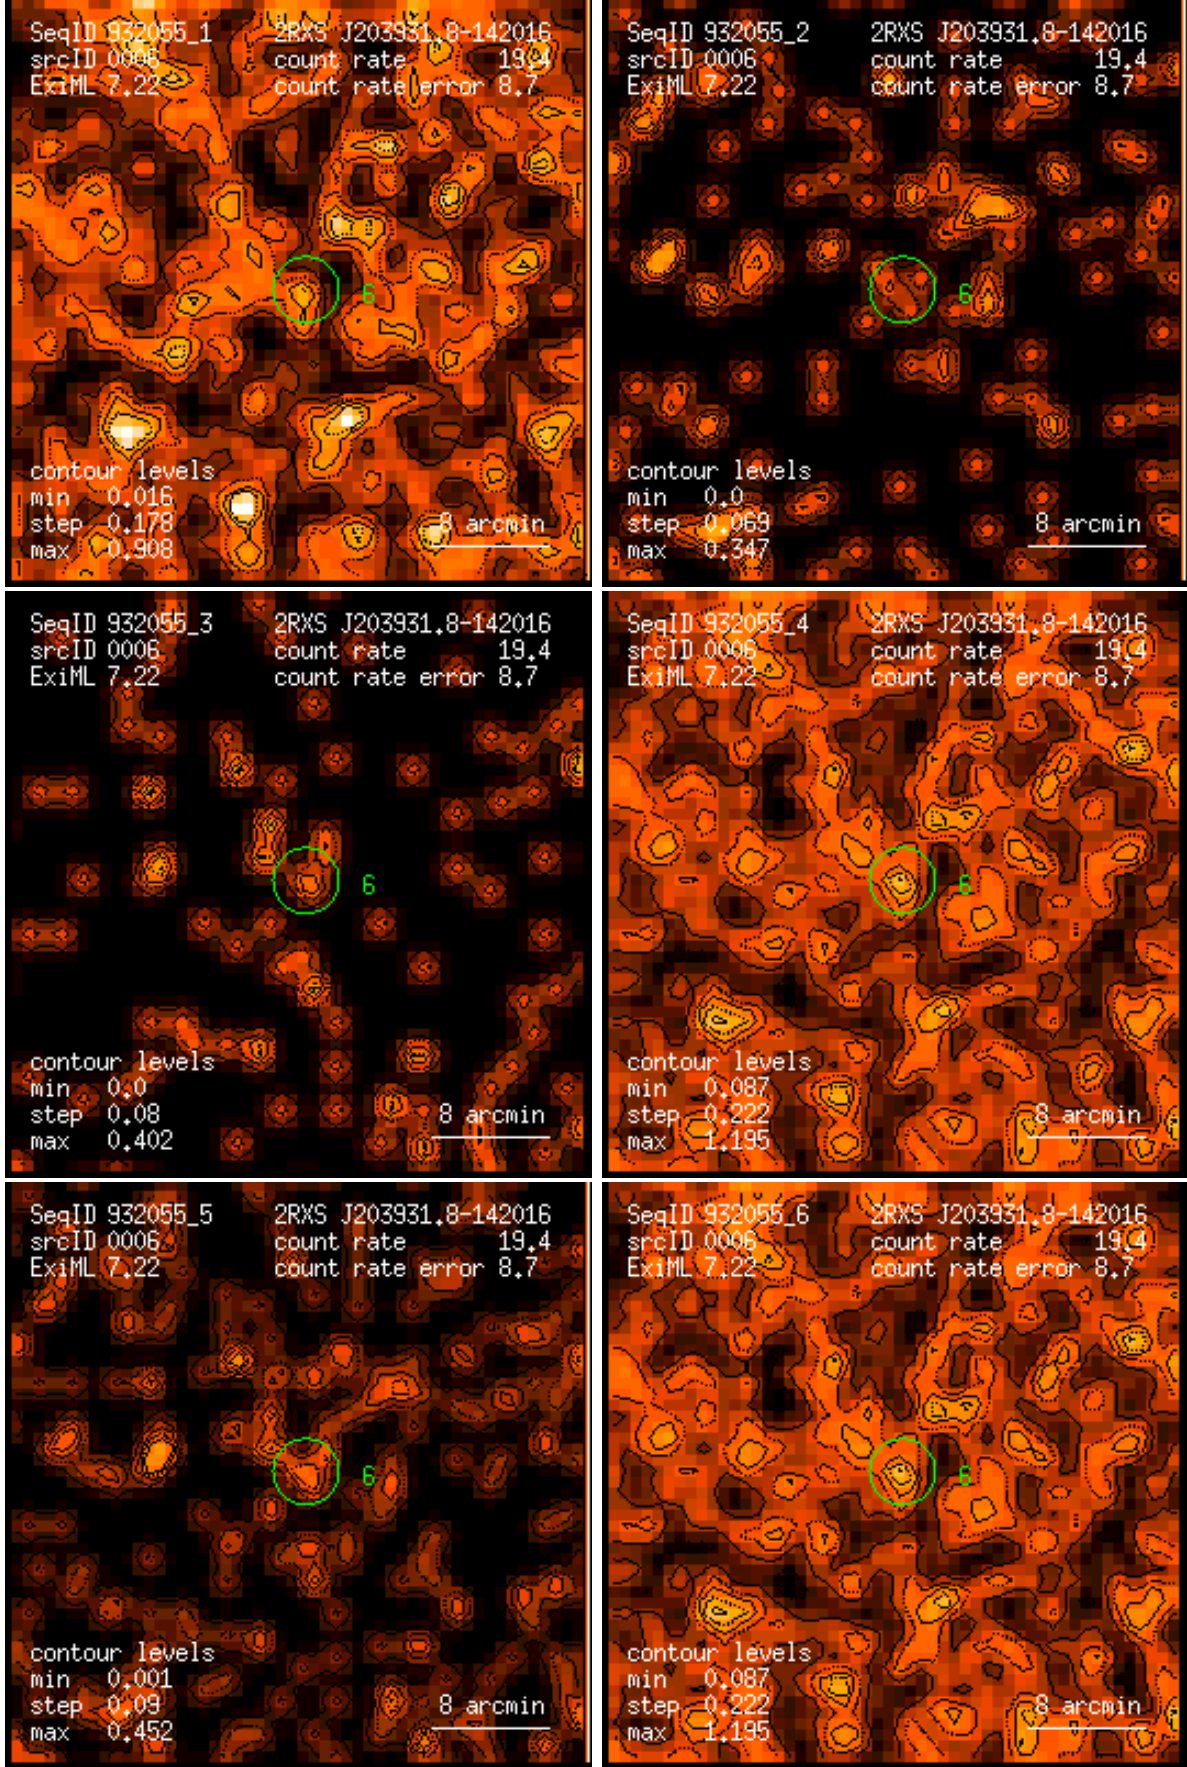 SeqID 932055_1 2RXS J203931.8-142016
srcID 0006 count rate 19.4
ExiML 7.22 count rate error 8.7
6
contour levels
min 0.016
step 0.178 8 arcmin
max 0.908
SeqID 932055_2 2RXS J203931.8-142016
srcID 0006 count rate 19.4
ExiML 7.22 count rate error 8.7
6
contour levels
min 0.0
step 0.069 8 arcmin
max 0.347
SeqID 932055_3 2RXS J203931.8-142016
srcID 0006 count rate 19.4
ExiML 7.22 count rate error 8.7
6
contour levels
min 0.0
step 0.08 8 arcmin
max 0.402
SeqID 932055_4 2RXS J203931.8-142016
srcID 0006 count rate 19.4
ExiML 7.22 count rate error 8.7
6
contour levels
min 0.087
step 0.222 8 arcmin
max 1.195
SeqID 932055_5 2RXS J203931.8-142016
srcID 0006 count rate 19.4
ExiML 7.22 count rate error 8.7
6
contour levels
min 0.001
step 0.09 8 arcmin
max 0.452
SeqID 932055_6 2RXS J203931.8-142016
srcID 0006 count rate 19.4
ExiML 7.22 count rate error 8.7
6
contour levels
min 0.087
step 0.222 8 arcmin
max 1.195